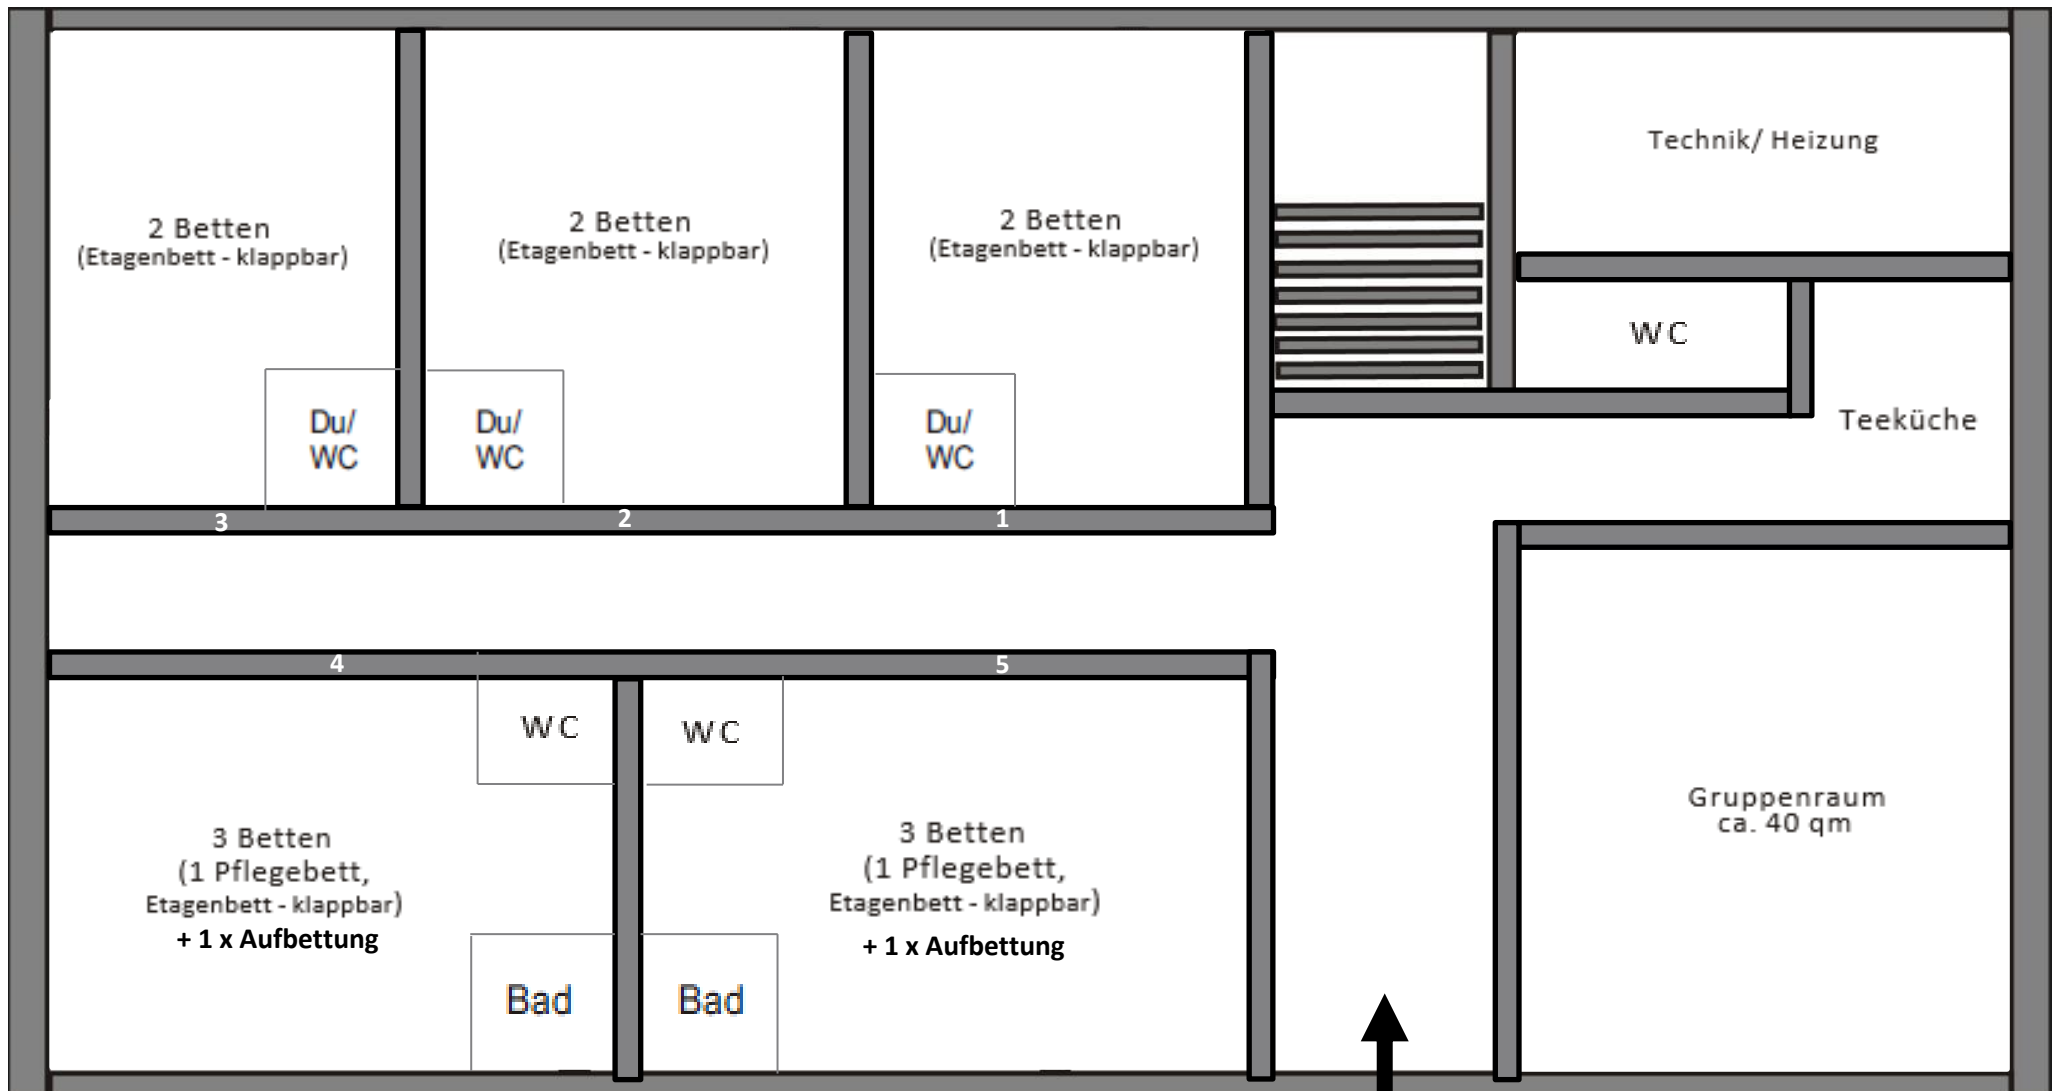 Technik/ Heizung
2 Betten
(Etagenbett - klappbar)
2 Betten
(Etagenbett - klappbar)
2 Betten
(Etagenbett - klappbar)
WC
Teeküche
Du/
WC
Du/
WC
Du/
WC
3
2
1
4
5
WC
WC
3 Betten
(1 Pflegebett,
Etagenbett - klappbar)
+ 1 x Aufbettung
3 Betten
(1 Pflegebett,
Etagenbett - klappbar)
+ 1 x Aufbettung
Gruppenraum
ca. 40 qm
Bad
Bad